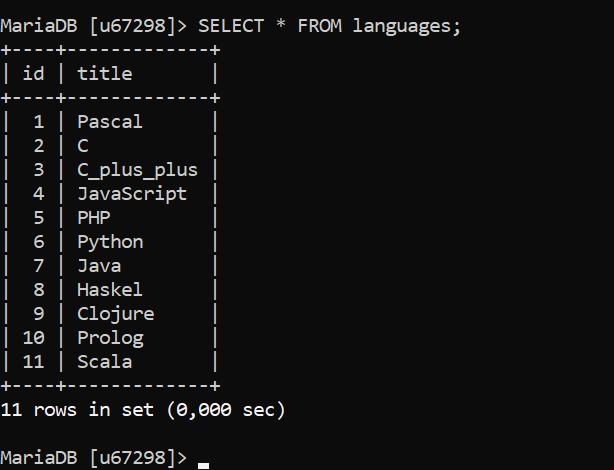 MariaDB [u67298]> SELECT * FROM languages;
+----+-------------+
| id | title       |
+----+-------------+
|  1 | Pascal      |
|  2 | C           |
|  3 | C_plus_plus |
|  4 | JavaScript  |
|  5 | PHP         |
|  6 | Python      |
|  7 | Java        |
|  8 | Haskel      |
|  9 | Clojure     |
| 10 | Prolog      |
| 11 | Scala       |
+----+-------------+
11 rows in set (0,000 sec)
MariaDB [u67298]> _